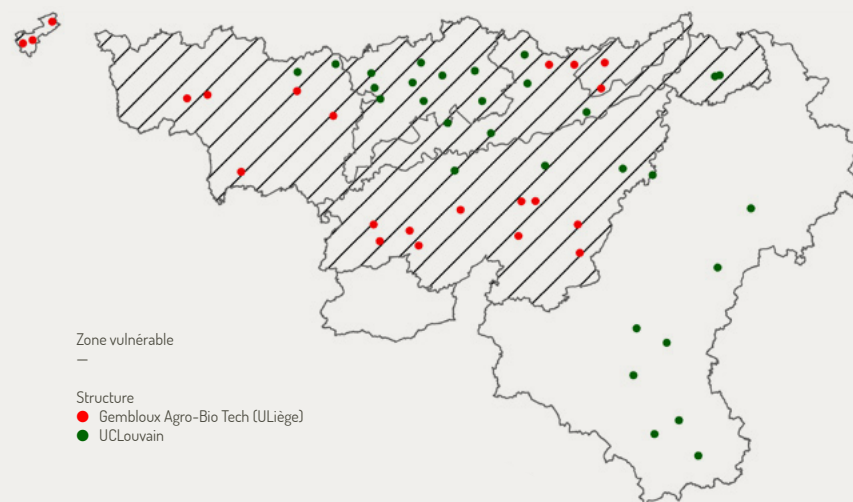 Zone vulnérable
—
Structure
Gembloux Agro-Bio Tech (ULiège)
UCLouvain